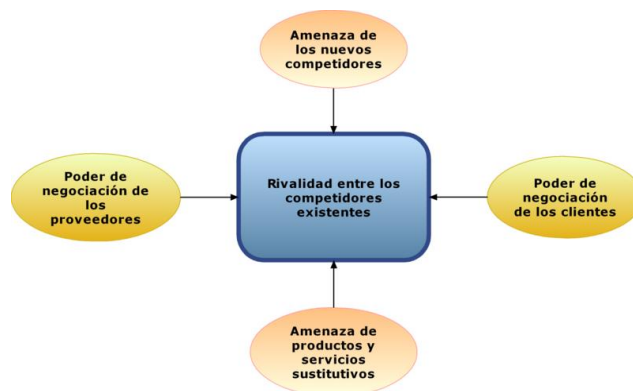 Amenaza de
los nuevos
competidores
Poder de
negociación de
los
proveedores
Rivalidad entre los
competidores
existentes
Poder de
negociación
de los clientes
Amenaza de
productos y
servicios
sustitutivos